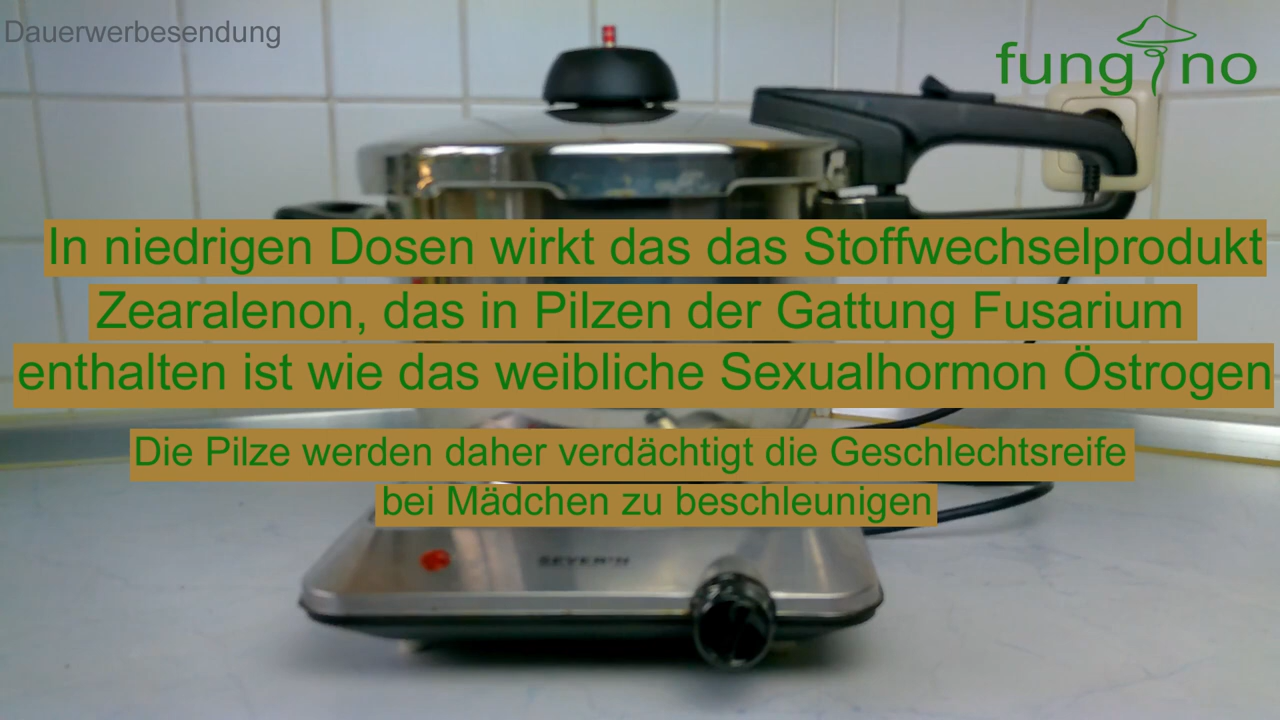 Dauerwerbesendung
fungino
In niedrigen Dosen wirkt das das Stoffwechselprodukt
Zearalenon, das in Pilzen der Gattung Fusarium
enthalten ist wie das weibliche Sexualhormon Östrogen
Die Pilze werden daher verdächtigt die Geschlechtsreife
bei Mädchen zu beschleunigen
SEVERIN